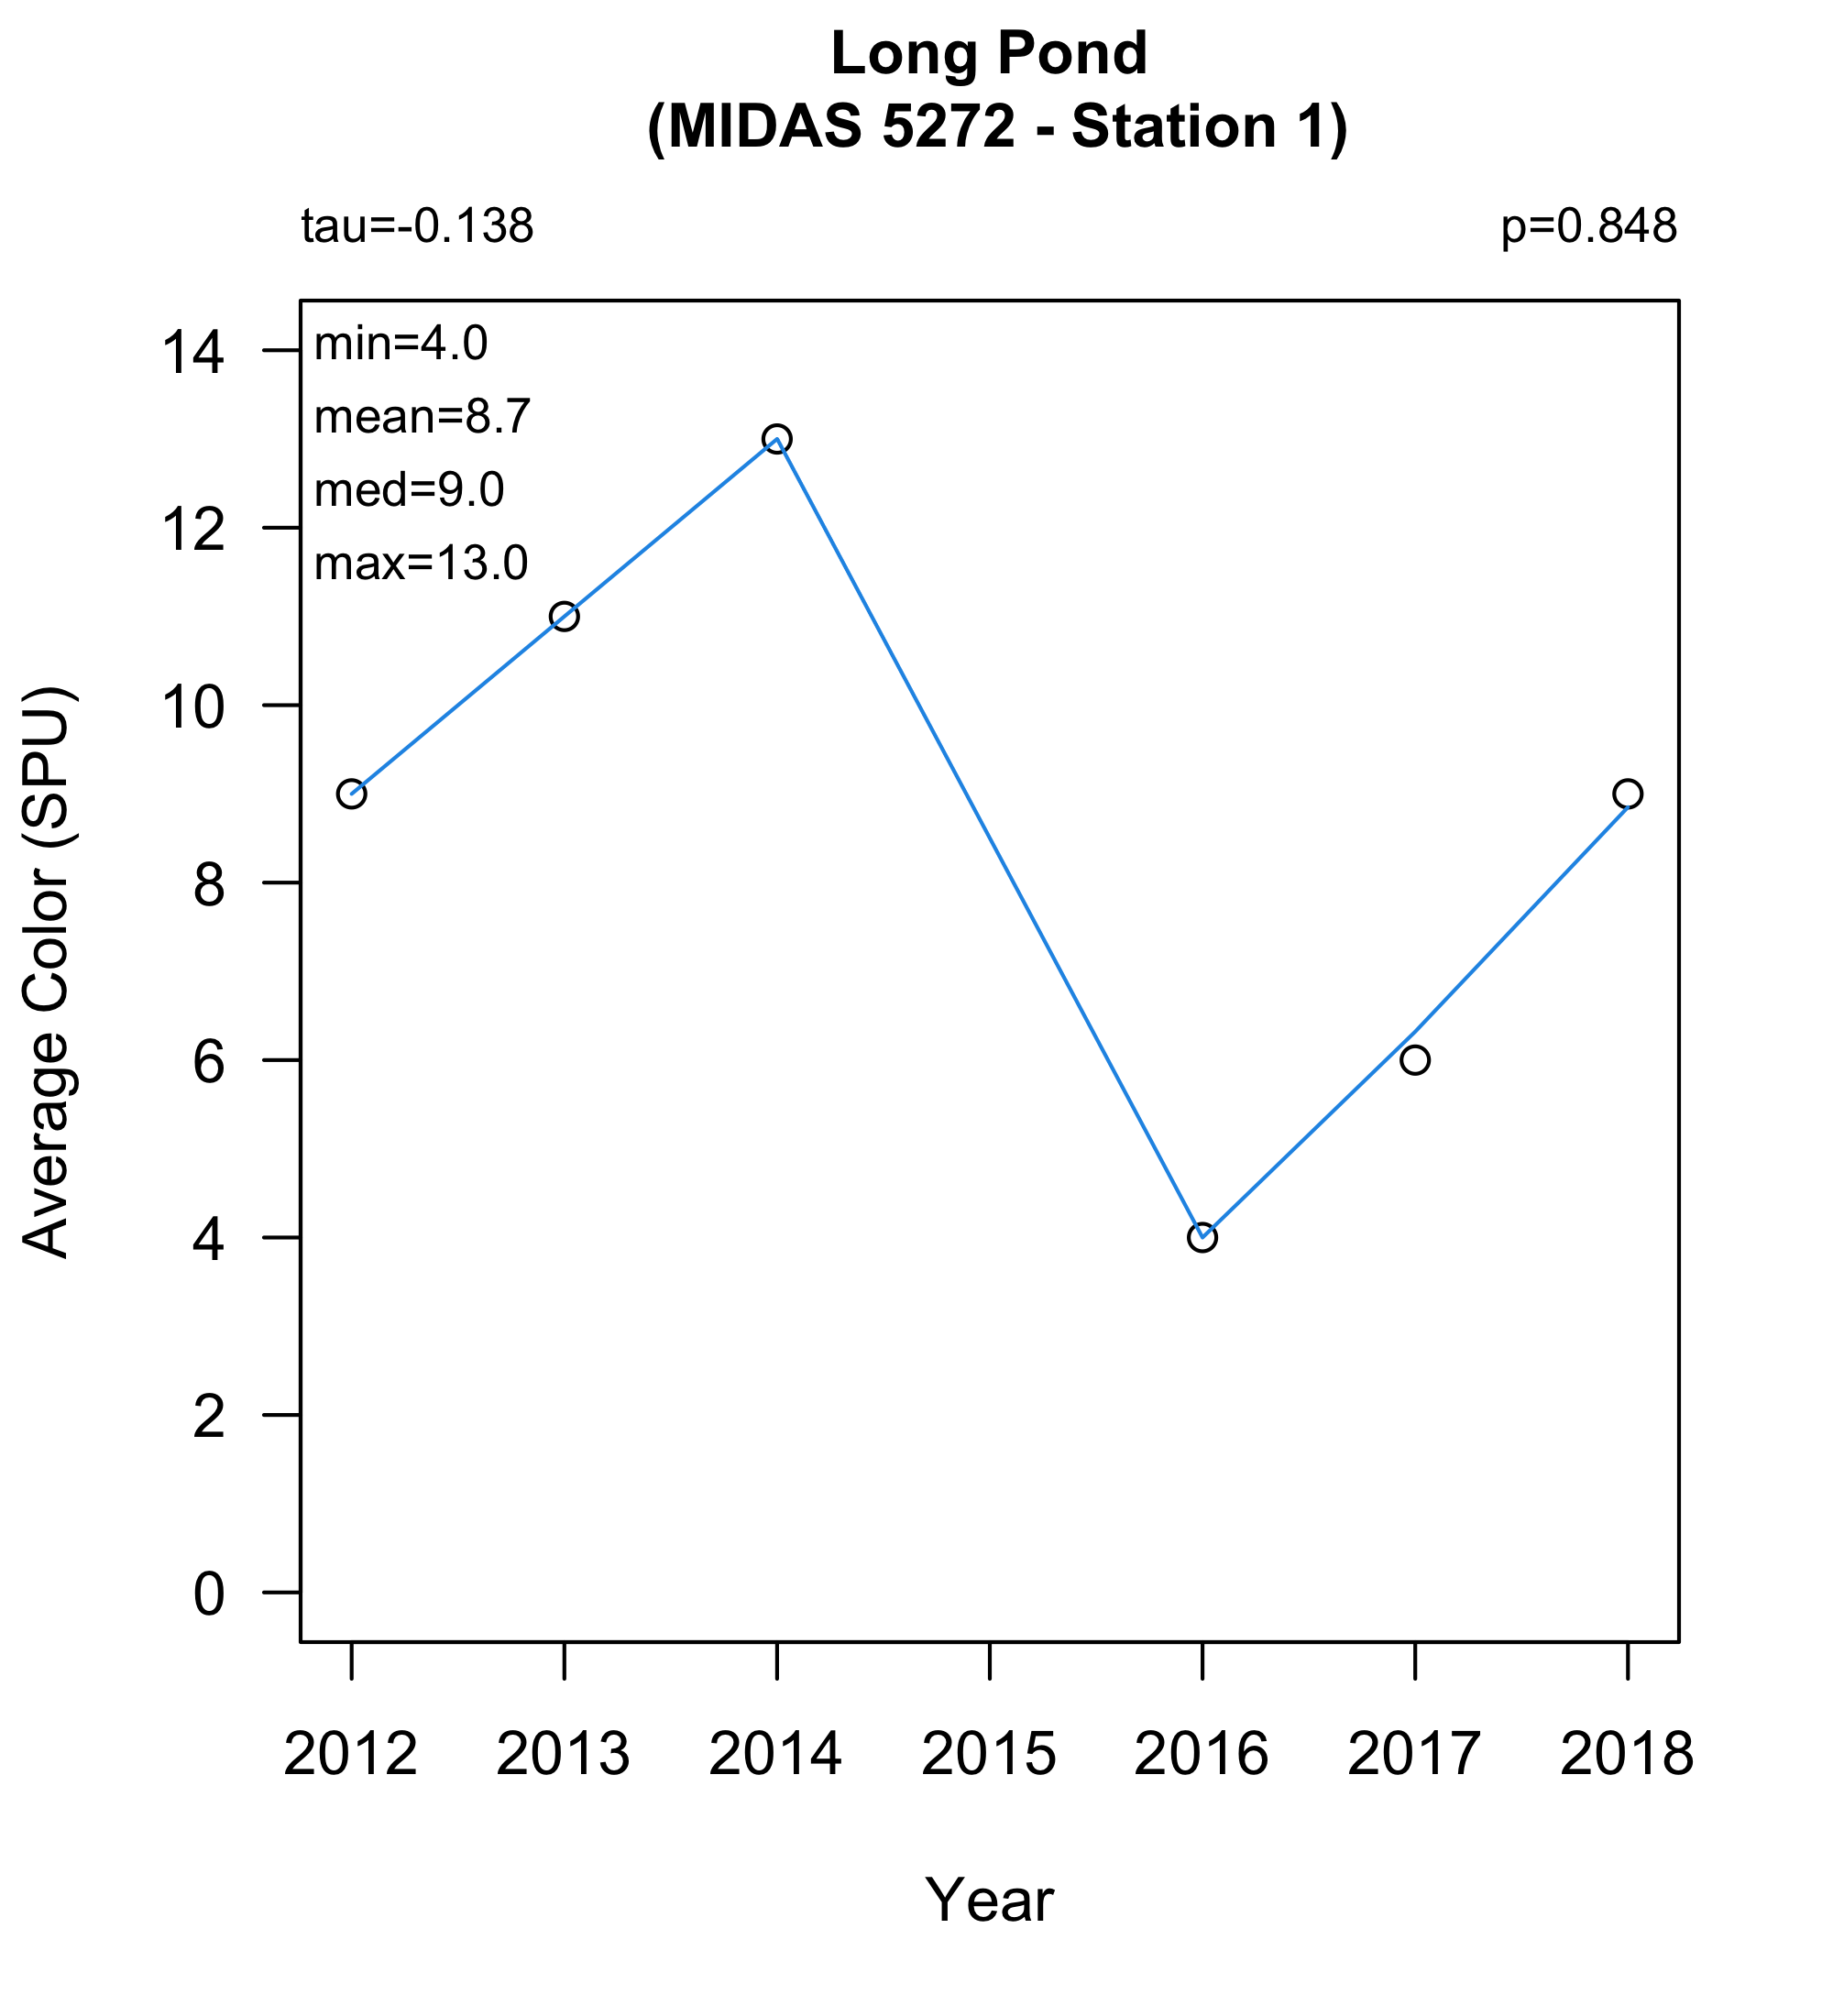 Long Pond
(MIDAS 5272 - Station 1)
tau=-0.138
p=0.848
min=4.0
mean=8.7
med=9.0
max=13.0
14
12
10
8
6
4
2
0
Average Color (SPU)
2012 2013 2014 2015 2016 2017 2018
Year